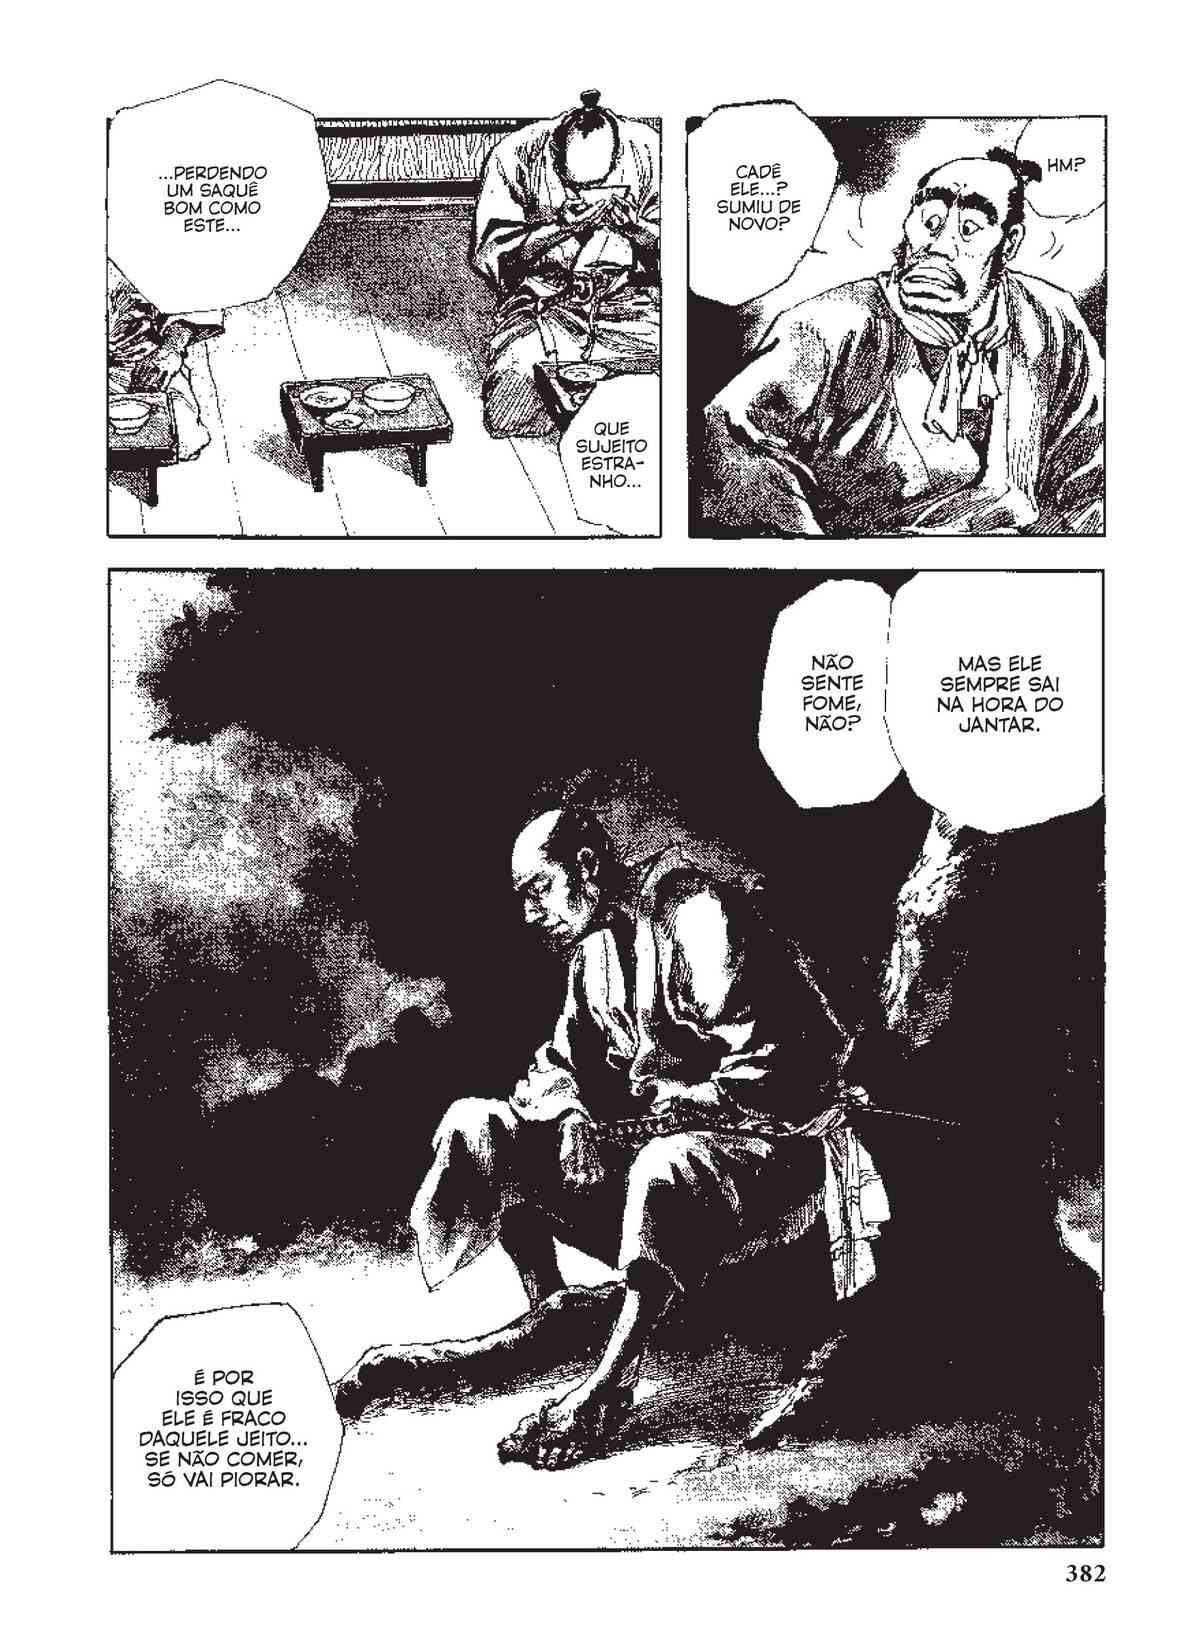 HM?
CADÊ
ELE...?
SUMIU DE
NOVO?
QUE
SUJEITO
ESTRA-
NHO...
...PERDENDO
UM SAQUÊ
BOM COMO
ESTE...
MAS ELE
SEMPRE SAI
NA HORA DO
JANTAR.
NÃO
SENTE
FOME,
NÃO?
É POR
ISSO QUE
ELE É FRACO
DAQUELE JEITO...
SE NÃO COMER,
SÓ VAI PIORAR.
382